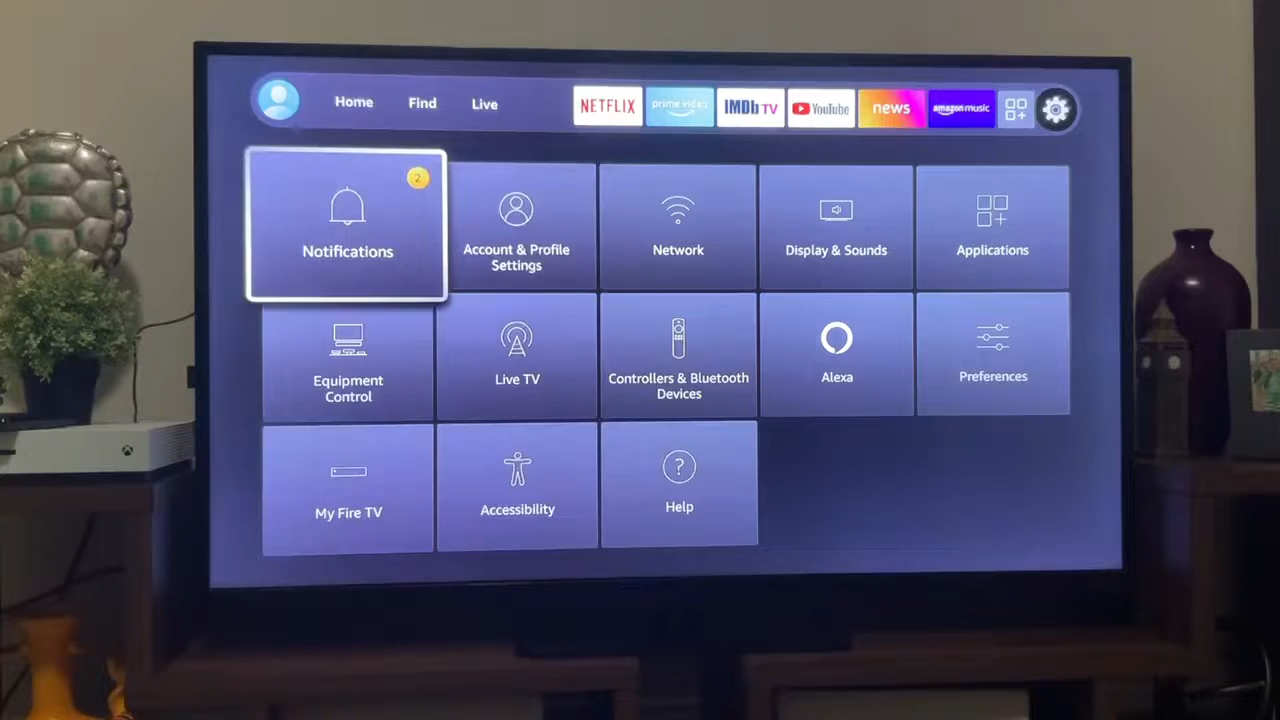 Home Find Live NETFLIX prime video IMDb TV YouTube news amazon music
2
Notifications
Account & Profile
Settings
Network
Display & Sounds
Applications
Equipment
Control
Live TV
Controllers & Bluetooth
Devices
Alexa
Preferences
My Fire TV
Accessibility
?
Help